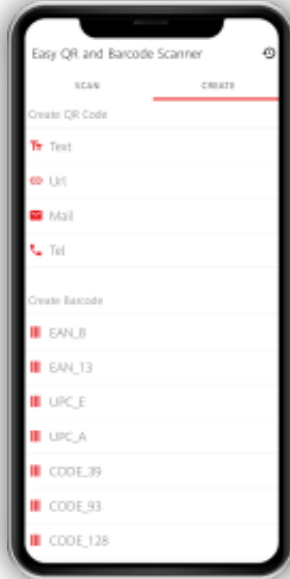 Easy QR and Barcode Scanner
SCAN
CREATE
Create QR Code
Text
Url
Mail
Tel
Create Barcode
EAN_8
EAN_13
UPC_E
UPC_A
CODE_39
CODE_93
CODE_128